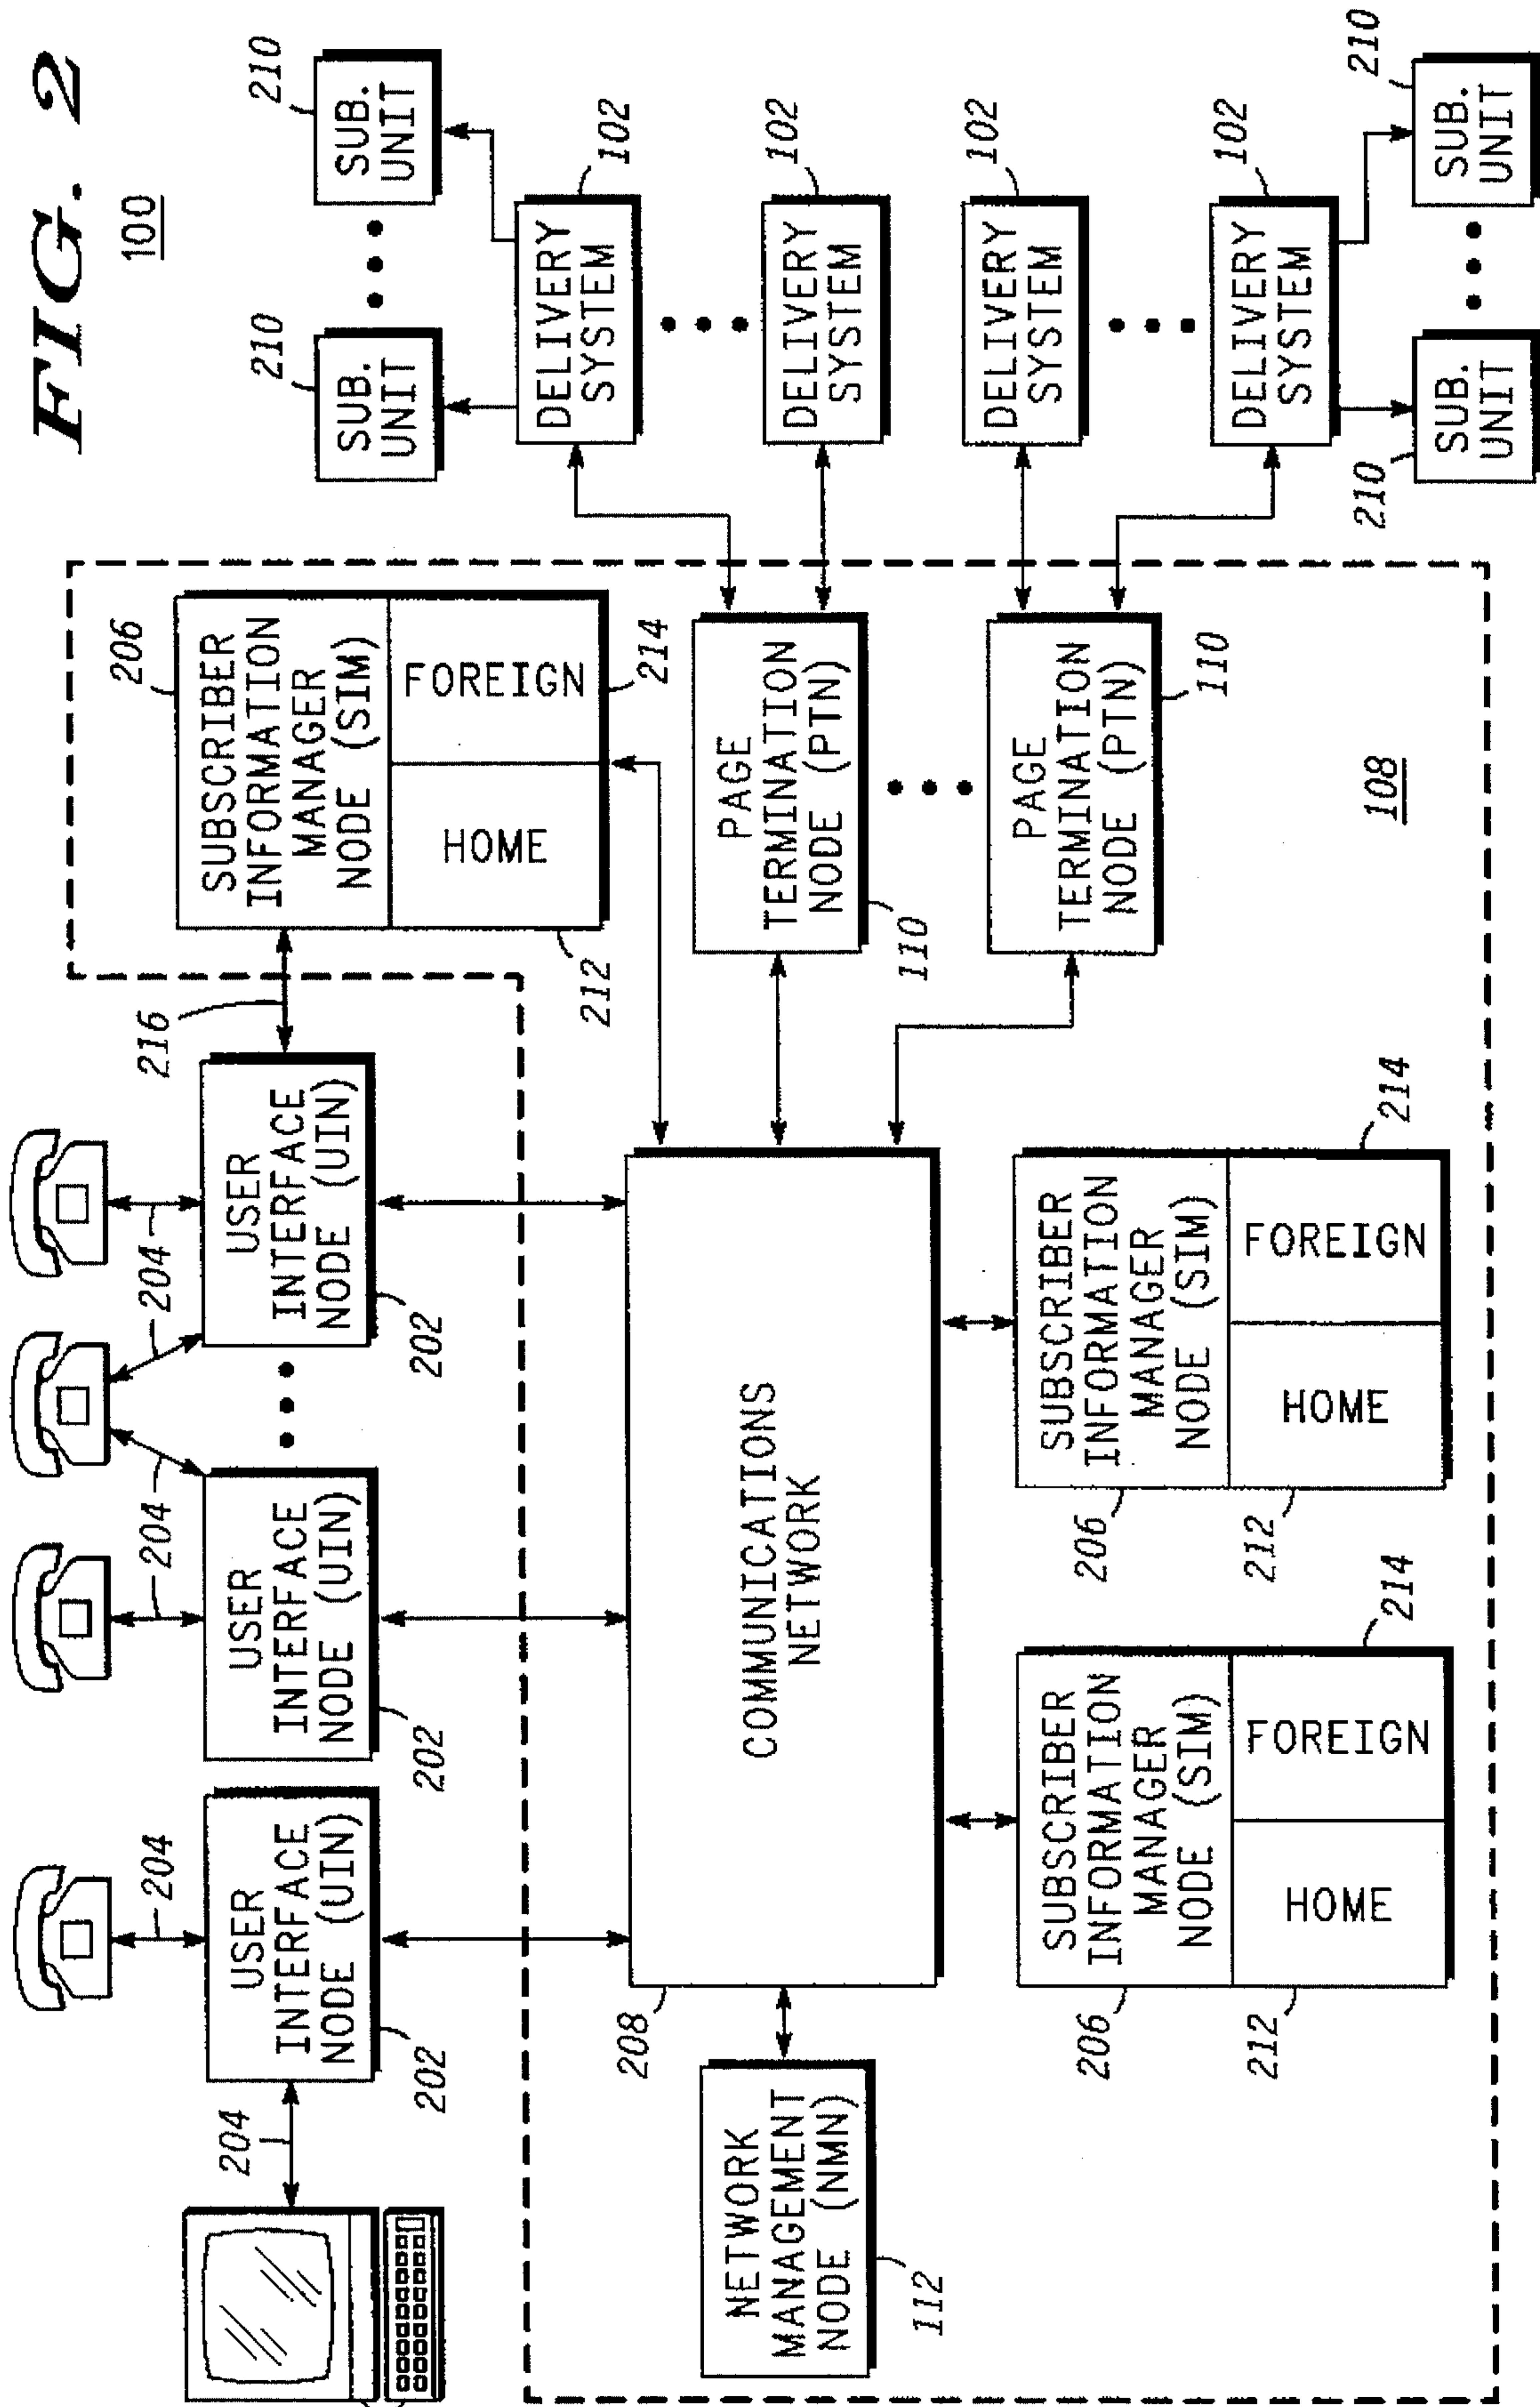 FIG. 2
100
204
204
204
204
204
USER
INTERFACE
NODE (UIN)
202
USER
INTERFACE
NODE (UIN)
202
USER
INTERFACE
NODE (UIN)
202
216
SUBSCRIBER
INFORMATION
MANAGER
NODE (SIM)
206
HOME
FOREIGN
212
214
SUB.
UNIT
210
SUB.
UNIT
210
DELIVERY
SYSTEM
102
DELIVERY
SYSTEM
102
DELIVERY
SYSTEM
102
DELIVERY
SYSTEM
102
NETWORK
MANAGEMENT
NODE (NMN)
112
208
COMMUNICATIONS
NETWORK
PAGE
TERMINATION
NODE (PTN)
110
PAGE
TERMINATION
NODE (PTN)
110
SUBSCRIBER
INFORMATION
MANAGER
NODE (SIM)
206
HOME
FOREIGN
212
214
SUBSCRIBER
INFORMATION
MANAGER
NODE (SIM)
206
HOME
FOREIGN
212
214
108
SUB.
UNIT
210
SUB.
UNIT
210